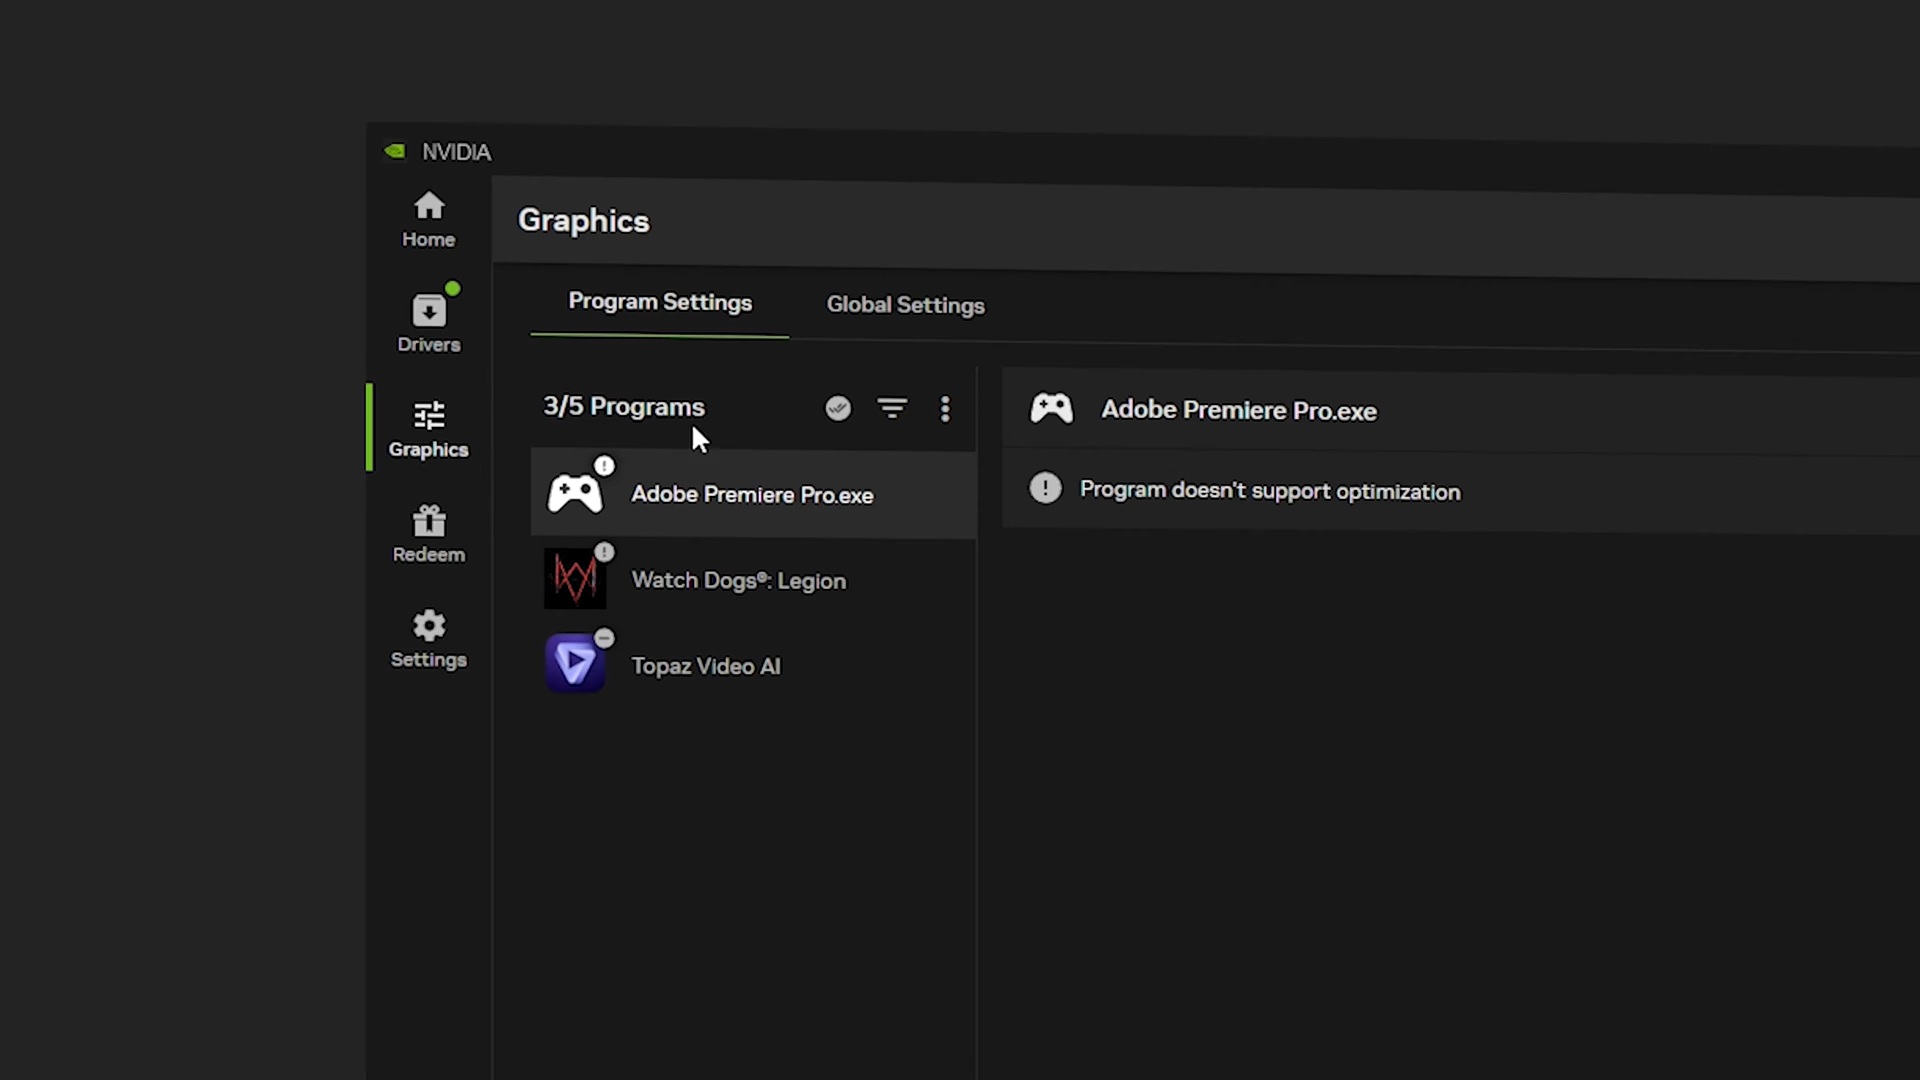 NVIDIA
Home
Graphics
Drivers
Program Settings
Global Settings
Graphics
3/5 Programs
Adobe Premiere Pro.exe
Watch Dogs®: Legion
Topaz Video AI
Adobe Premiere Pro.exe
Program doesn't support optimization
Redeem
Settings